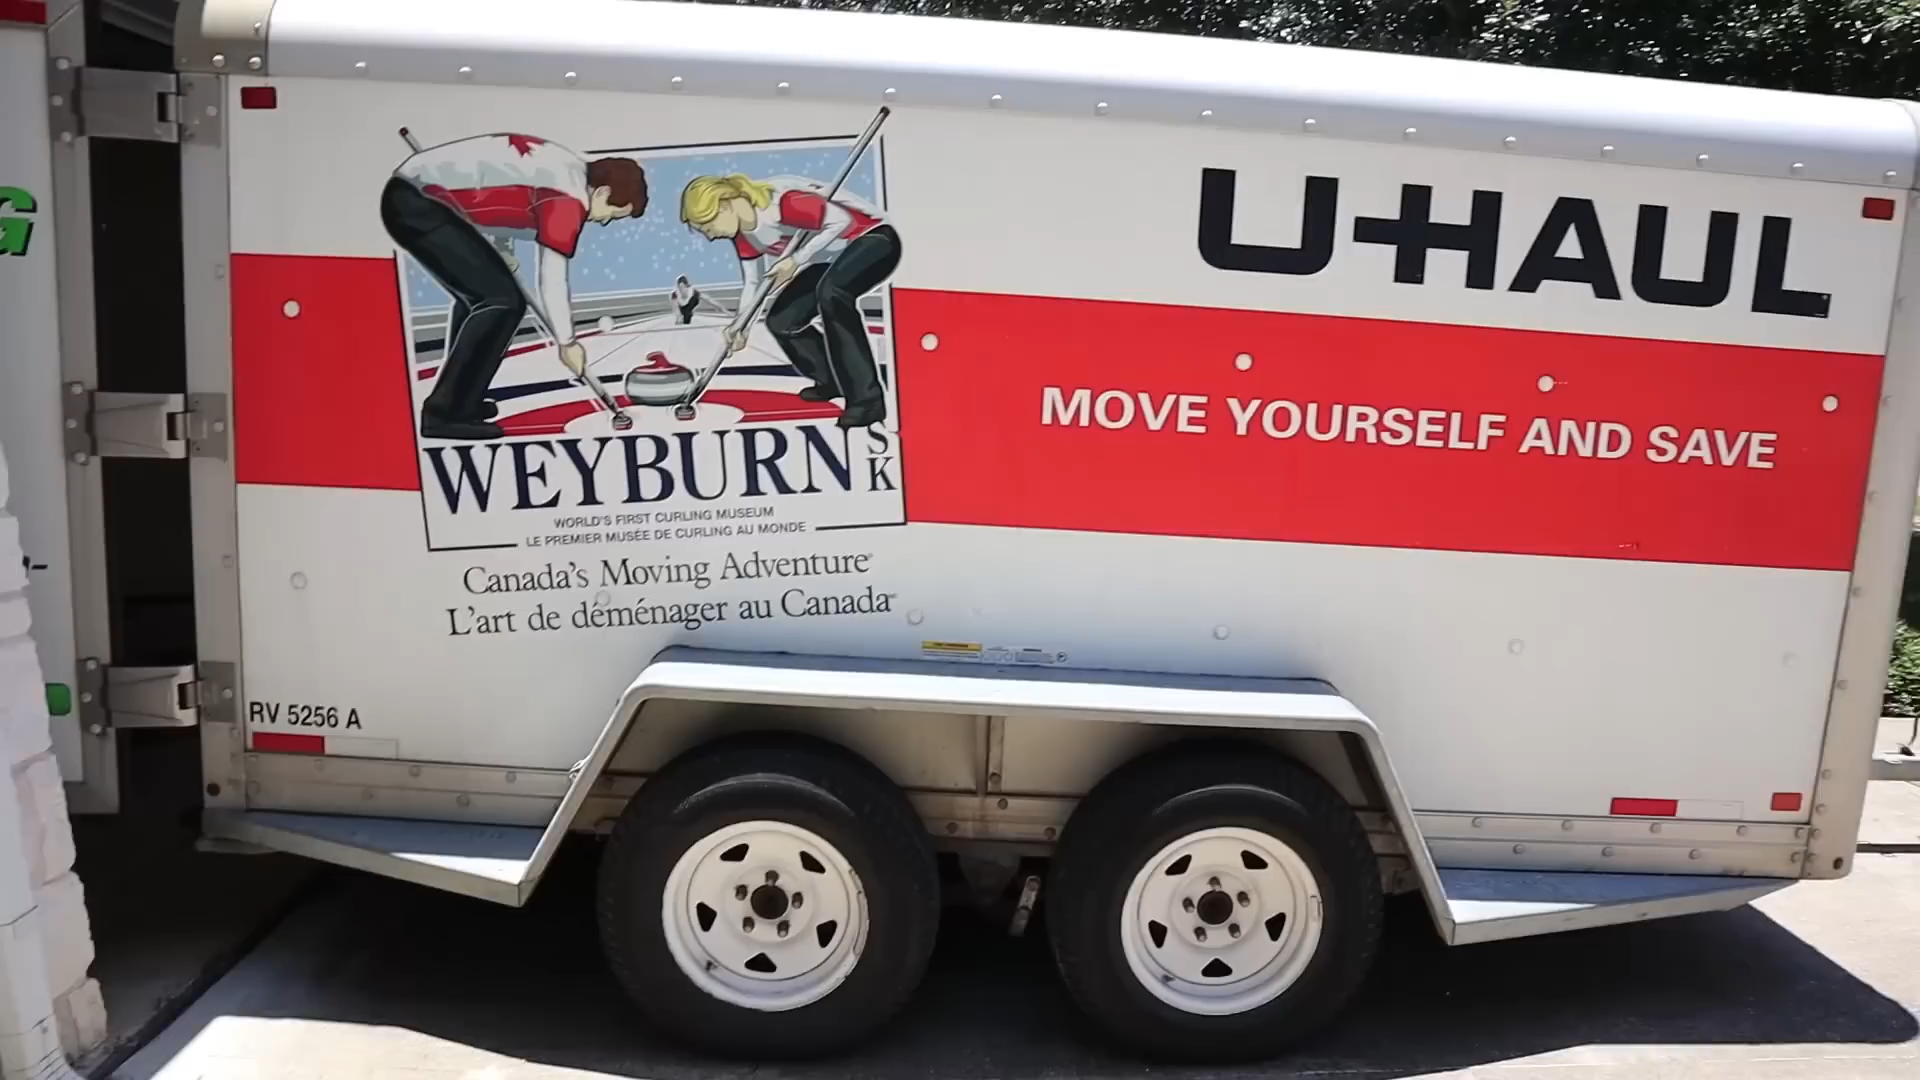 G
U-HAUL
MOVE YOURSELF AND SAVE
WEYBURN SK
WORLD'S FIRST CURLING MUSEUM
LE PREMIER MUSÉE DE CURLING AU MONDE
Canada's Moving Adventure
L'art de déménager au Canada
RV 5256 A